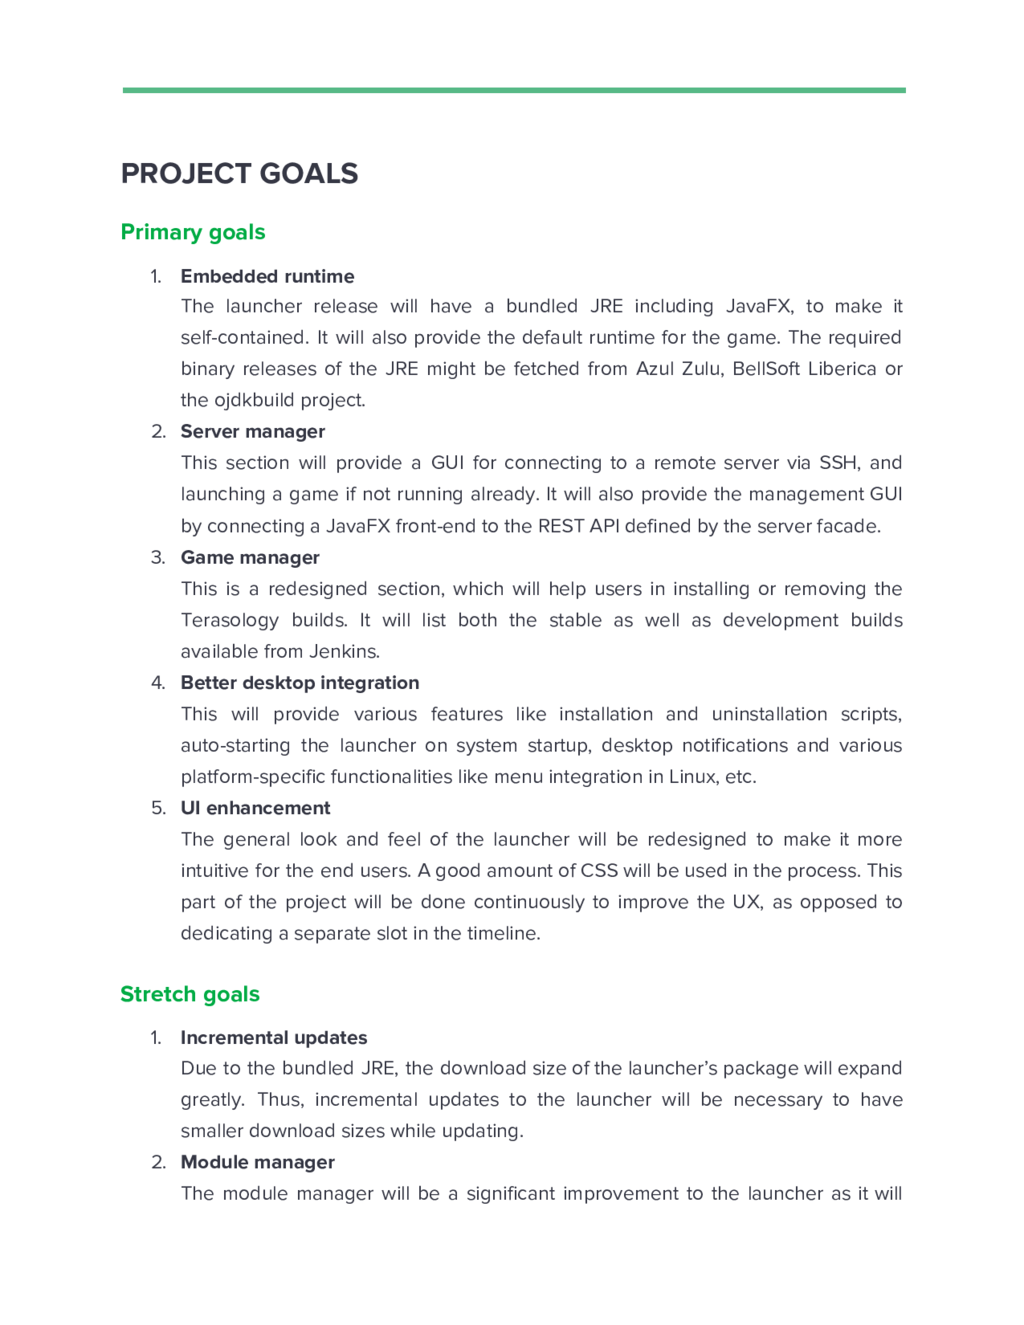 PROJECT GOALS
Primary goals
1. Embedded runtime
The launcher release will have a bundled JRE including JavaFX, to make it
self-contained. It will also provide the default runtime for the game. The required
binary releases of the JRE might be fetched from Azul Zulu, BellSoft Liberica or
the ojdkbuild project.
2. Server manager
This section will provide a GUI for connecting to a remote server via SSH, and
launching a game if not running already. It will also provide the management GUI
by connecting a JavaFX front-end to the REST API defined by the server facade.
3. Game manager
This is a redesigned section, which will help users in installing or removing the
Terasology builds. It will list both the stable as well as development builds
available from Jenkins.
4. Better desktop integration
This will provide various features like installation and uninstallation scripts,
auto-starting the launcher on system startup, desktop notifications and various
platform-specific functionalities like menu integration in Linux, etc.
5. UI enhancement
The general look and feel of the launcher will be redesigned to make it more
intuitive for the end users. A good amount of CSS will be used in the process. This
part of the project will be done continuously to improve the UX, as opposed to
dedicating a separate slot in the timeline.
Stretch goals
1. Incremental updates
Due to the bundled JRE, the download size of the launcher’s package will expand
greatly. Thus, incremental updates to the launcher will be necessary to have
smaller download sizes while updating.
2. Module manager
The module manager will be a significant improvement to the launcher as it will